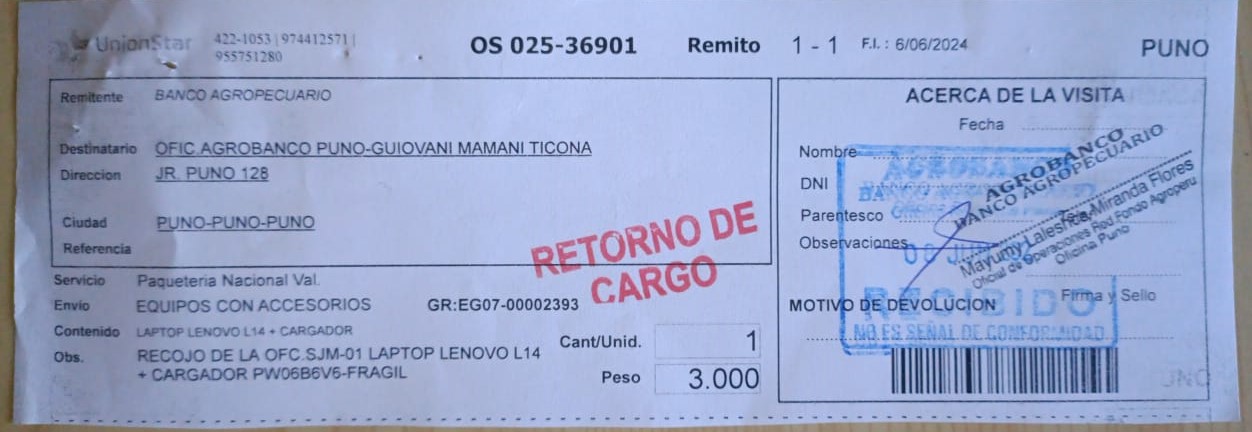 UnionStar 422-1053 | 974412571 |
955751280
OS 025-36901 Remito 1 - 1 F.I. : 6/06/2024 PUNO
Remitente BANCO AGROPECUARIO
Destinatario OFIC AGROBANCO PUNO-GUIOVANI MAMANI TICONA
Direccion JR. PUNO 128
Ciudad PUNO-PUNO-PUNO
Referencia
RETORNO DE
CARGO
Servicio Paqueteria Nacional Val.
Envio EQUIPOS CON ACCESORIOS GR:EG07-00002393
Contenido LAPTOP LENOVO L14 + CARGADOR
Obs. RECOJO DE LA OFC.SJM-01 LAPTOP LENOVO L14
+ CARGADOR PW06B6V6-FRAGIL
Cant/Unid. 1
Peso 3.000
ACERCA DE LA VISITA
Fecha
Nombre
DNI
Parentesco
Observaciones
MOTIVO DE DEVOLUCION
Firma y Sello
AGROBANCO
BANCO AGROPECUARIO
RECIBIDO
NO ES SEÑAL DE CONFORMIDAD
AGROBANCO
BANCO AGROPECUARIO
Miranda Flores
Oficial de Operaciones Red Fondo Agroperu
Oficina Puno